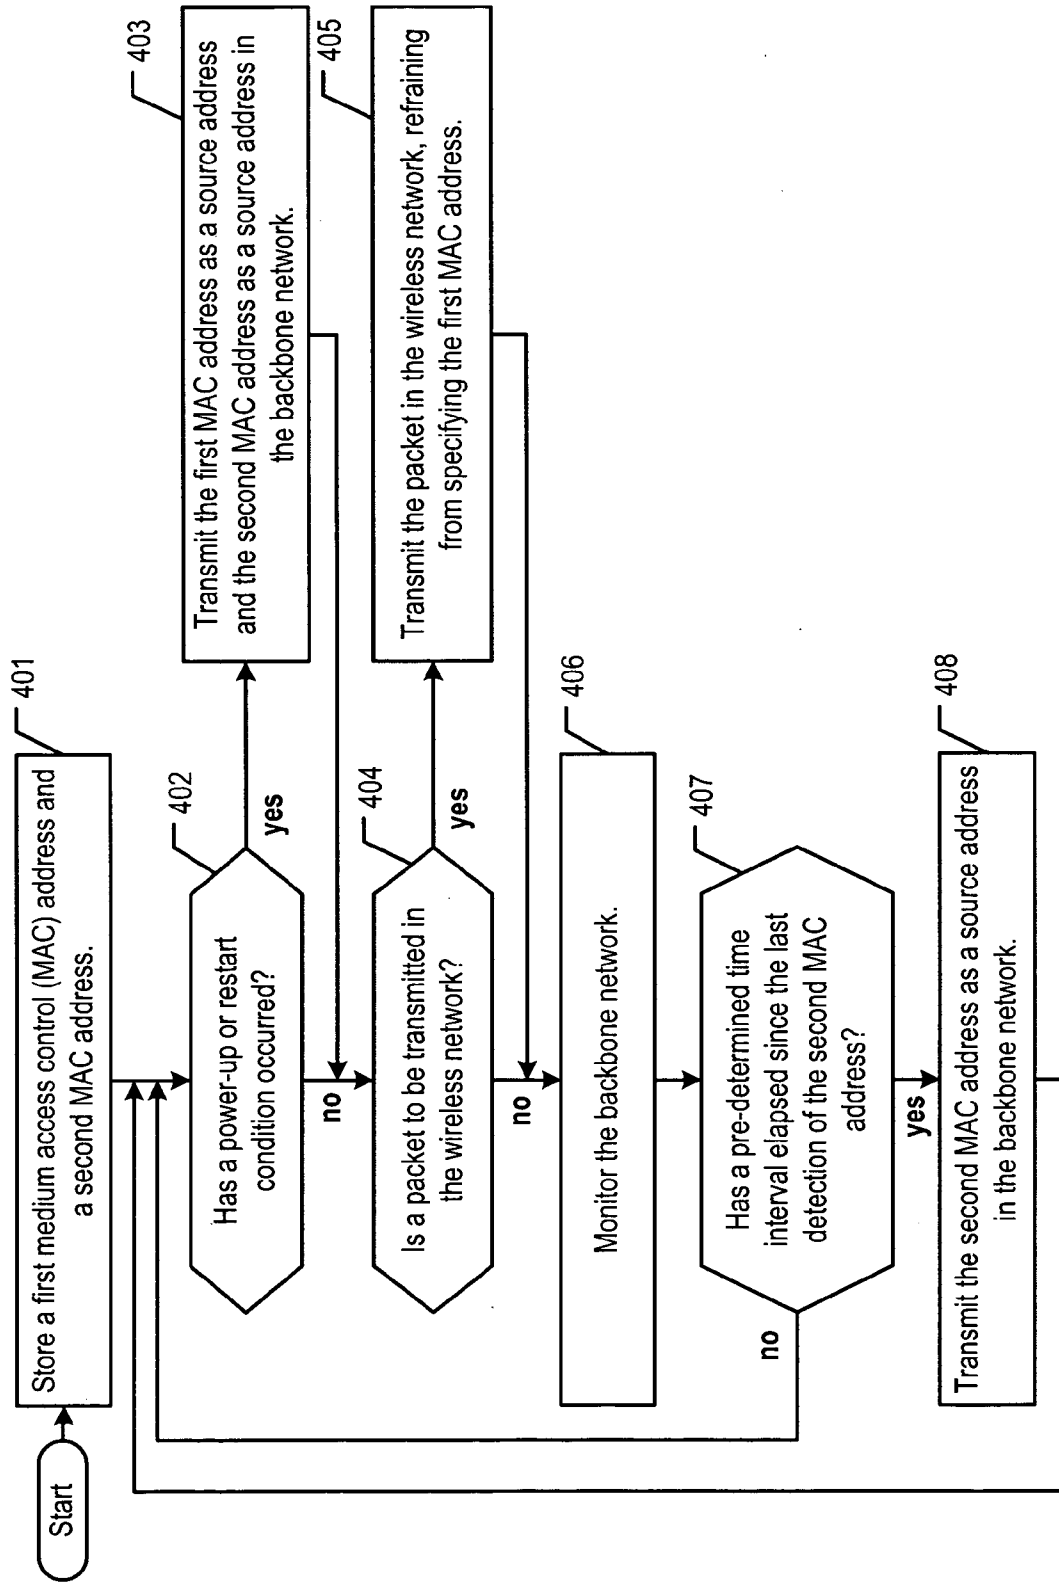 Start
401
Store a first medium access control (MAC) address and
a second MAC address.
402
Has a power-up or restart
condition occurred?
yes
no
403
Transmit the first MAC address as a source address
and the second MAC address as a source address in
the backbone network.
404
Is a packet to be transmitted in
the wireless network?
yes
no
405
Transmit the packet in the wireless network, refraining
from specifying the first MAC address.
406
Monitor the backbone network.
407
Has a pre-determined time
interval elapsed since the last
detection of the second MAC
address?
no
yes
408
Transmit the second MAC address as a source address
in the backbone network.